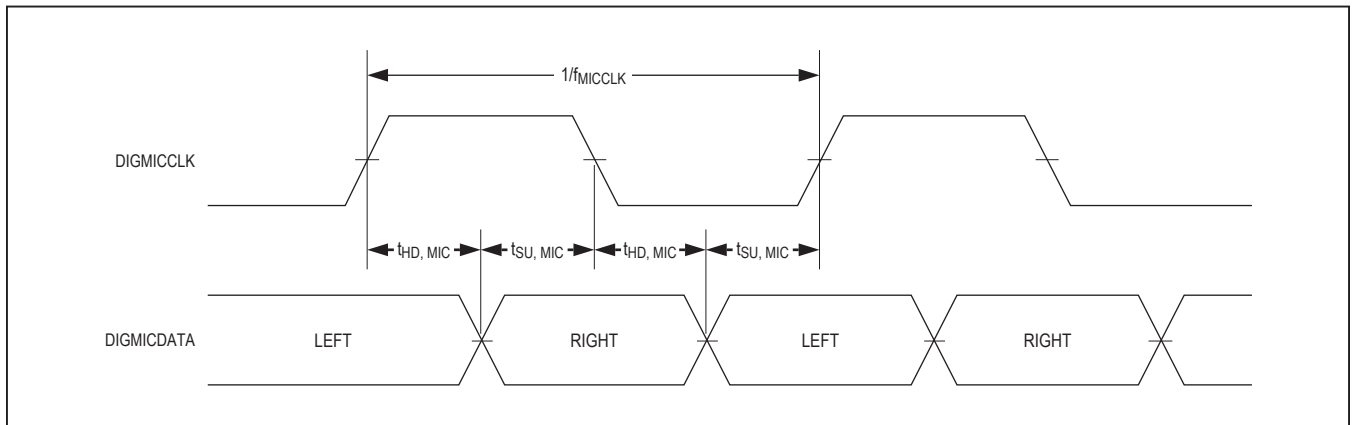 1/fMICCLK
DIGMICCLK
tHD, MIC tSU, MIC tHD, MIC tSU, MIC
DIGMICDATA LEFT RIGHT LEFT RIGHT